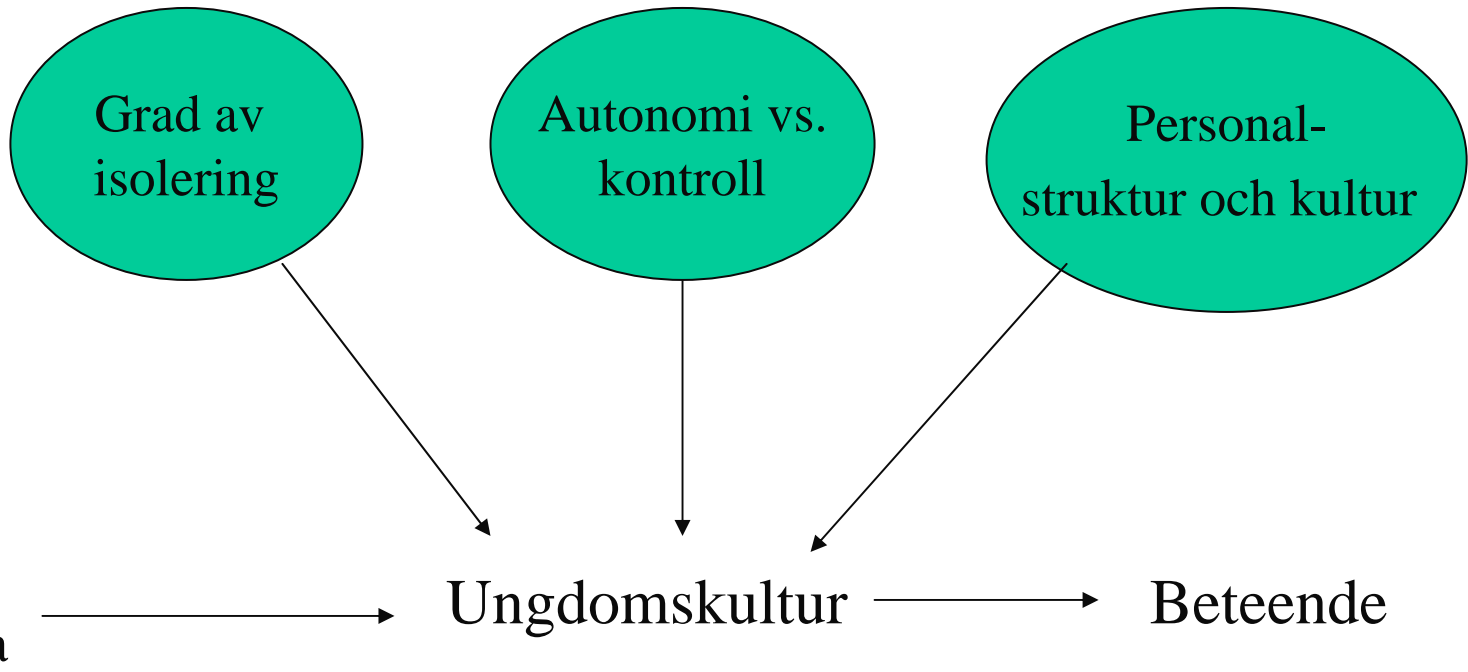 Grad av
isolering
Autonomi vs.
kontroll
Personal-
struktur och kultur
Ungdomskultur
Beteende